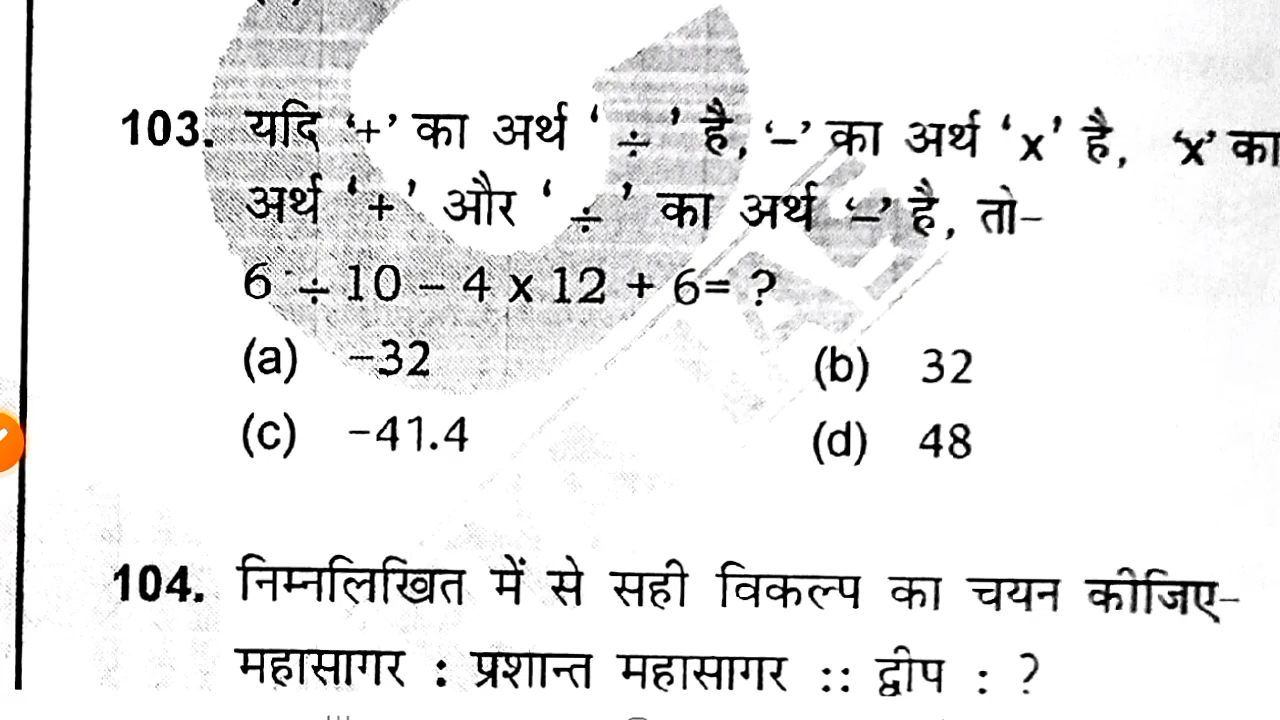 103. यदि ‘+’ का अर्थ ‘ ÷ ’ है, ‘–’ का अर्थ ‘x’ है, ‘x’ का
अर्थ ‘+’ और ‘ ÷ ’ का अर्थ ‘–’ है, तो–
6 ÷ 10 – 4 x 12 + 6= ?
(a) –32 (b) 32
(c) –41.4 (d) 48
104. निम्नलिखित में से सही विकल्प का चयन कीजिए–
महासागर : प्रशान्त महासागर :: द्वीप : ?